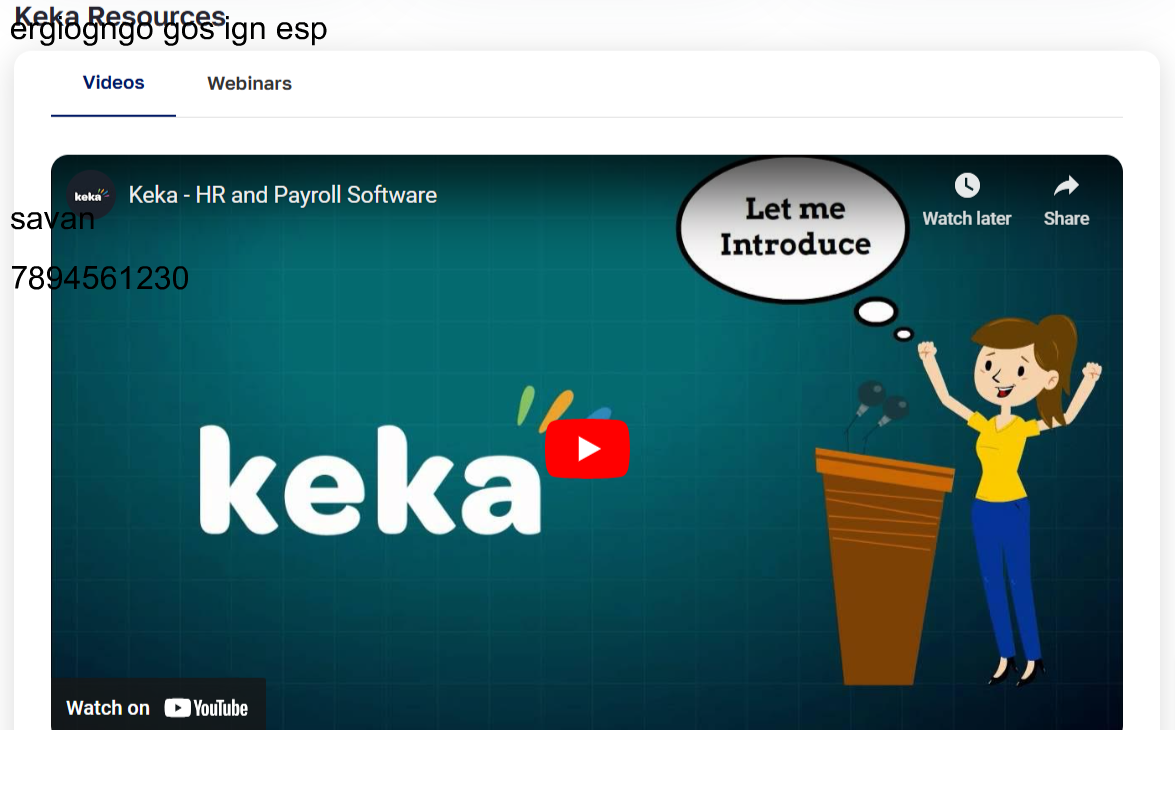 Keka Resources
ergiogngo gos ign esp
Videos
Webinars
keka
Keka - HR and Payroll Software
Let me
Introduce
Watch later
Share
savan
7894561230
keka
Watch on YouTube